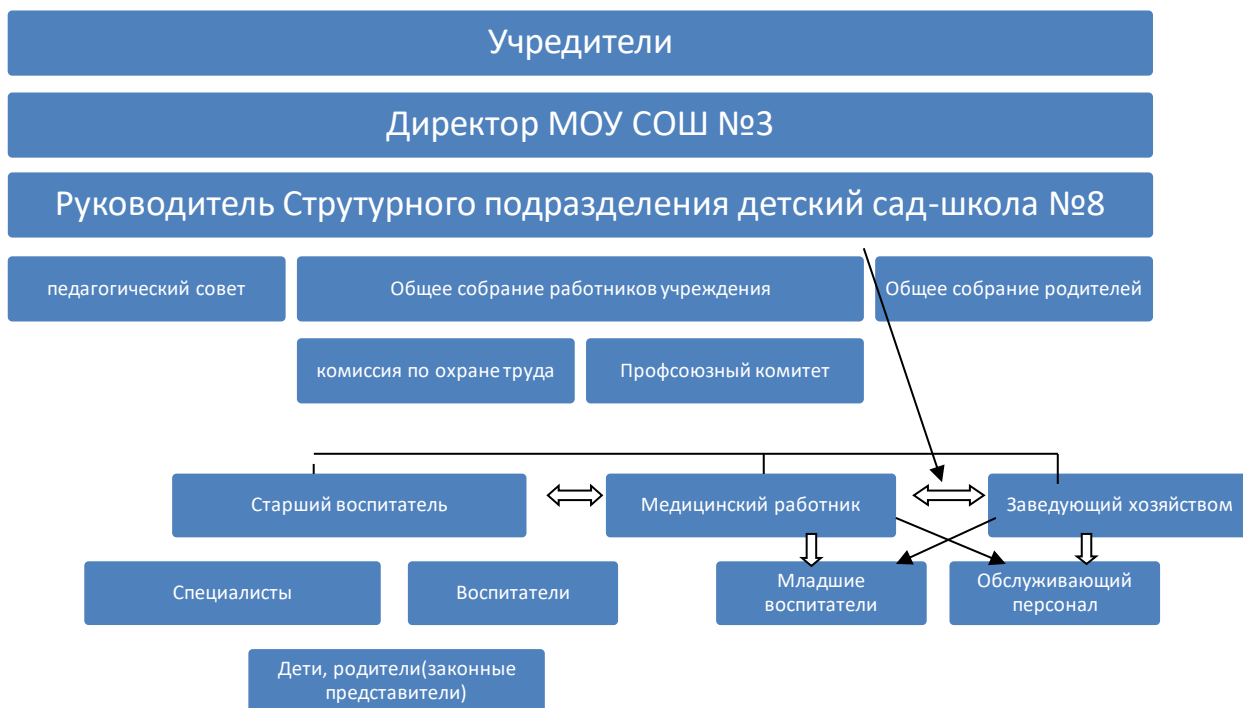 Учредители
Директор МОУ СОШ №3
Руководитель Струтурного подразделения детский сад-школа №8
педагогический совет
Общее собрание работников учреждения
Общее собрание родителей
комиссия по охране труда
Профсоюзный комитет
Старший воспитатель
Медицинский работник
Заведующий хозяйством
Специалисты
Воспитатели
Младшие
воспитатели
Обслуживающий
персонал
Дети, родители(законные
представители)